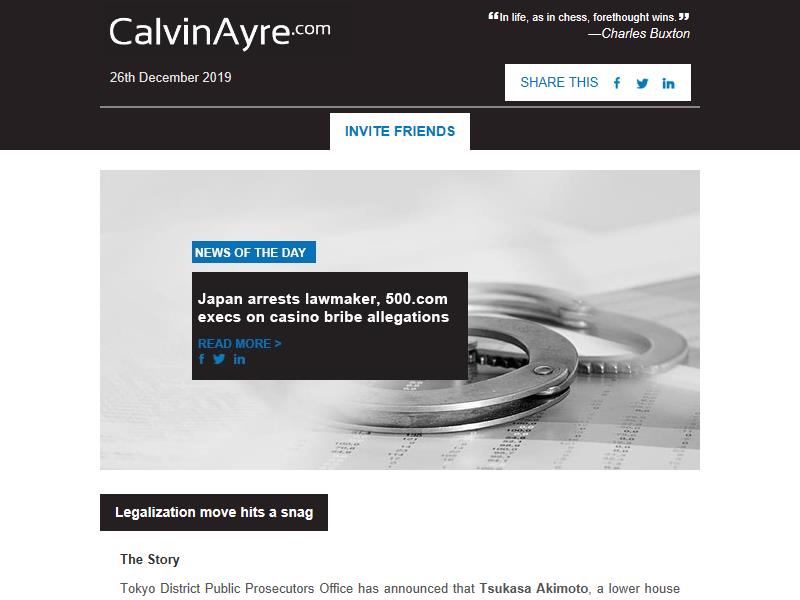 CalvinAyre.com
❝In life, as in chess, forethought wins.❞
—Charles Buxton
26th December 2019
SHARE THIS
INVITE FRIENDS
NEWS OF THE DAY
Japan arrests lawmaker, 500.com
execs on casino bribe allegations
READ MORE >
Legalization move hits a snag
The Story
Tokyo District Public Prosecutors Office has announced that Tsukasa Akimoto, a lower house